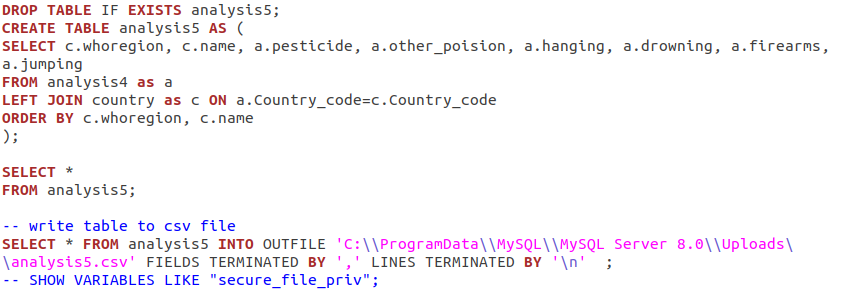 DROP TABLE IF EXISTS analysis5;
CREATE TABLE analysis5 AS (
SELECT c.whoregion, c.name, a.pesticide, a.other_poision, a.hanging, a.drowning, a.firearms,
a.jumping
FROM analysis4 as a
LEFT JOIN country as c ON a.Country_code=c.Country_code
ORDER BY c.whoregion, c.name
);

SELECT *
FROM analysis5;

-- write table to csv file
SELECT * FROM analysis5 INTO OUTFILE 'C:\\ProgramData\\MySQL\\MySQL Server 8.0\\Uploads\
\analysis5.csv' FIELDS TERMINATED BY ',' LINES TERMINATED BY '\n'  ;
-- SHOW VARIABLES LIKE "secure_file_priv";